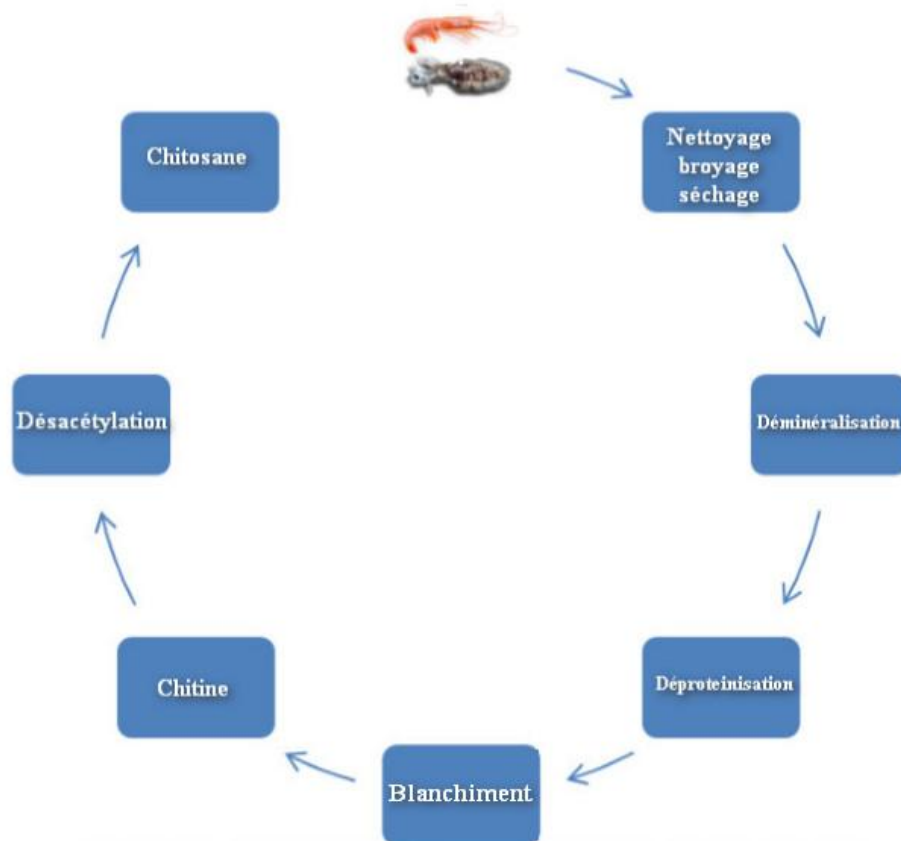 Nettoyage
broyage
séchage
Déminéralisation
Déproteinisation
Blanchiment
Chitine
Désacétylation
Chitosane